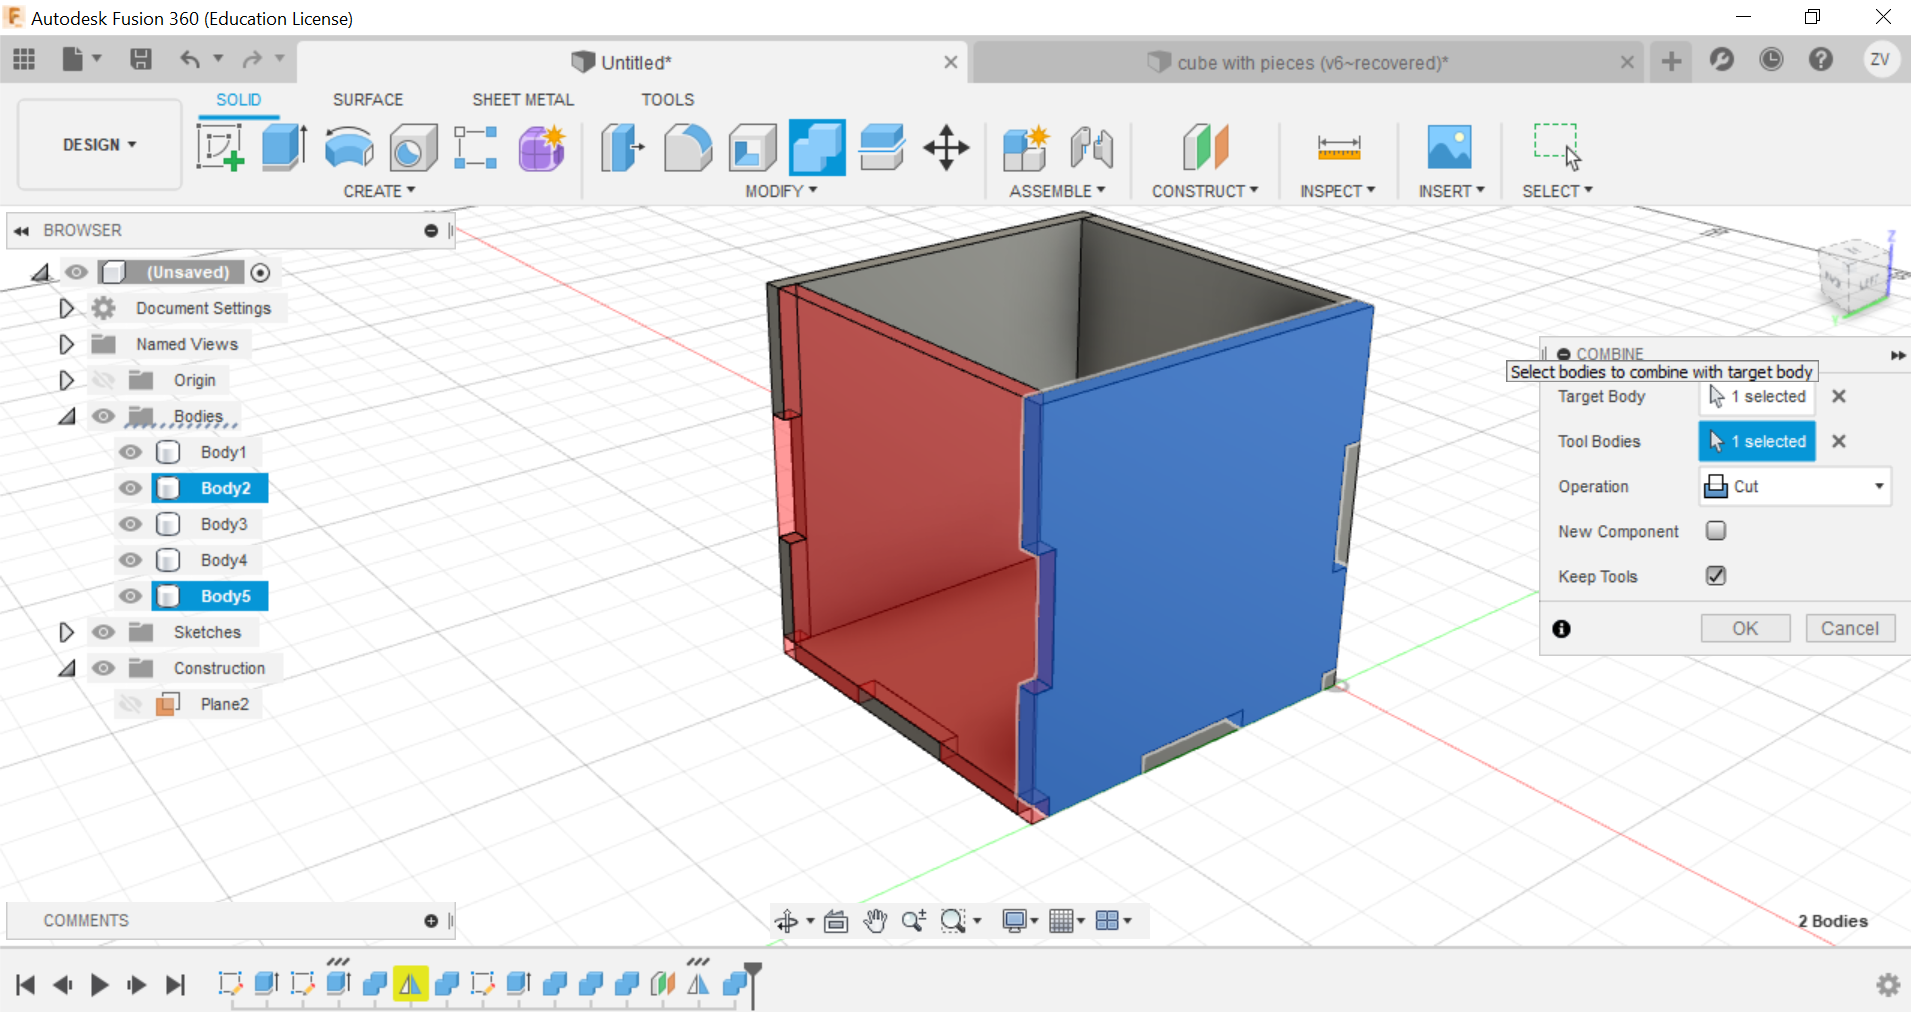 Autodesk Fusion 360 (Education License)
Untitled*
cube with pieces (v6~recovered)*
ZV
SOLID
SURFACE
SHEET METAL
TOOLS
DESIGN
CREATE
MODIFY
ASSEMBLE
CONSTRUCT
INSPECT
INSERT
SELECT
BROWSER
(Unsaved)
Document Settings
Named Views
Origin
Bodies
Body1
Body2
Body3
Body4
Body5
Sketches
Construction
Plane2
Z
Y
COMBINE
Select bodies to combine with target body
Target Body
1 selected
Tool Bodies
1 selected
Operation
Cut
New Component
Keep Tools
OK
Cancel
COMMENTS
2 Bodies